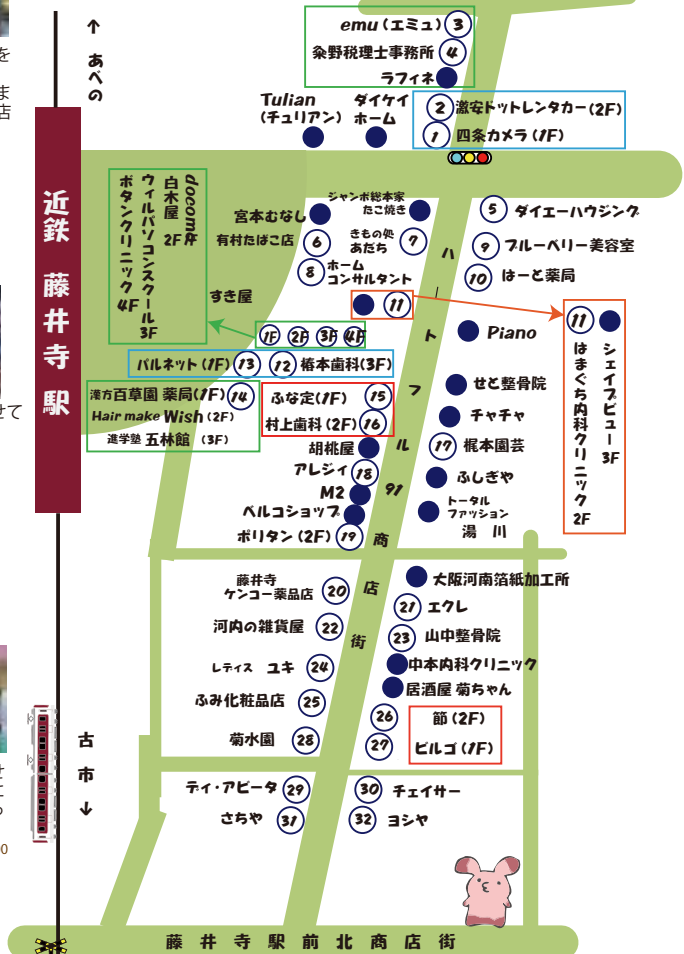 を
ま
店
せて
せ
に
つ
00
↑ あべの
近鉄 藤井寺駅
古市 ↓
emu (エミュ) 3
粂野税理士事務所 4
ラフィネ
Tulian
(チュリアン)
ダイケイ
ホーム
2 激安ドットレンタカー(2F)
1 四条カメラ(1F)
docomo
白木屋 2F
ウィルパソコンスクール 3F
ボタンクリニック 4F
宮本むなし
ジャンボ総本家
たこ焼き
5 ダイエーハウジング
有村たばこ店 6
きもの処
あだち 7
9 ブルーベリー美容室
8 ホーム
コンサルタント
10 はーと薬局
すき屋
11
11 はまぐち内科クリニック 2F
シェイプビュー 3F
1F 2F 3F 4F
Piano
パルネット(1F) 13
12 椿本歯科(3F)
せと整骨院
漢方百草園 薬局(1F) 14
Hair make Wish (2F)
進学塾 五林館 (3F)
ふな定(1F) 15
村上歯科(2F) 16
チャチャ
胡桃屋
17 梶本園芸
アレジィ 18
ふしぎや
M2
ベルコショップ
トータル
ファッション
湯川
ポリタン(2F) 19
ハートフル91商店街
藤井寺
ケンコー薬品店 20
大阪河南箔紙加工所
21 エクレ
河内の雑貨屋 22
23 山中整骨院
レディス ユキ 24
中本内科クリニック
ふみ化粧品店 25
居酒屋 菊ちゃん
26 節(2F)
菊水園 28
27 ビルゴ(1F)
ティ・アピータ 29
30 チェイサー
さちや 31
32 ヨシヤ
藤井寺駅前北商店街